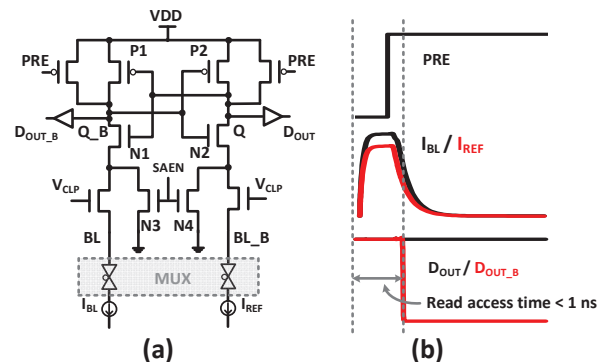 VDD
PRE
P1
P2
PRE
D_OUT_B
Q_B
Q
D_OUT
N1
N2
SAEN
V_CLP
V_CLP
N3
N4
BL
BL_B
MUX
I_BL
I_REF
(a)
PRE
I_BL / I_REF
D_OUT / D_OUT_B
Read access time < 1 ns
(b)